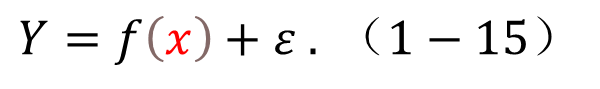 Y = f(x) + ε . （1 − 15）